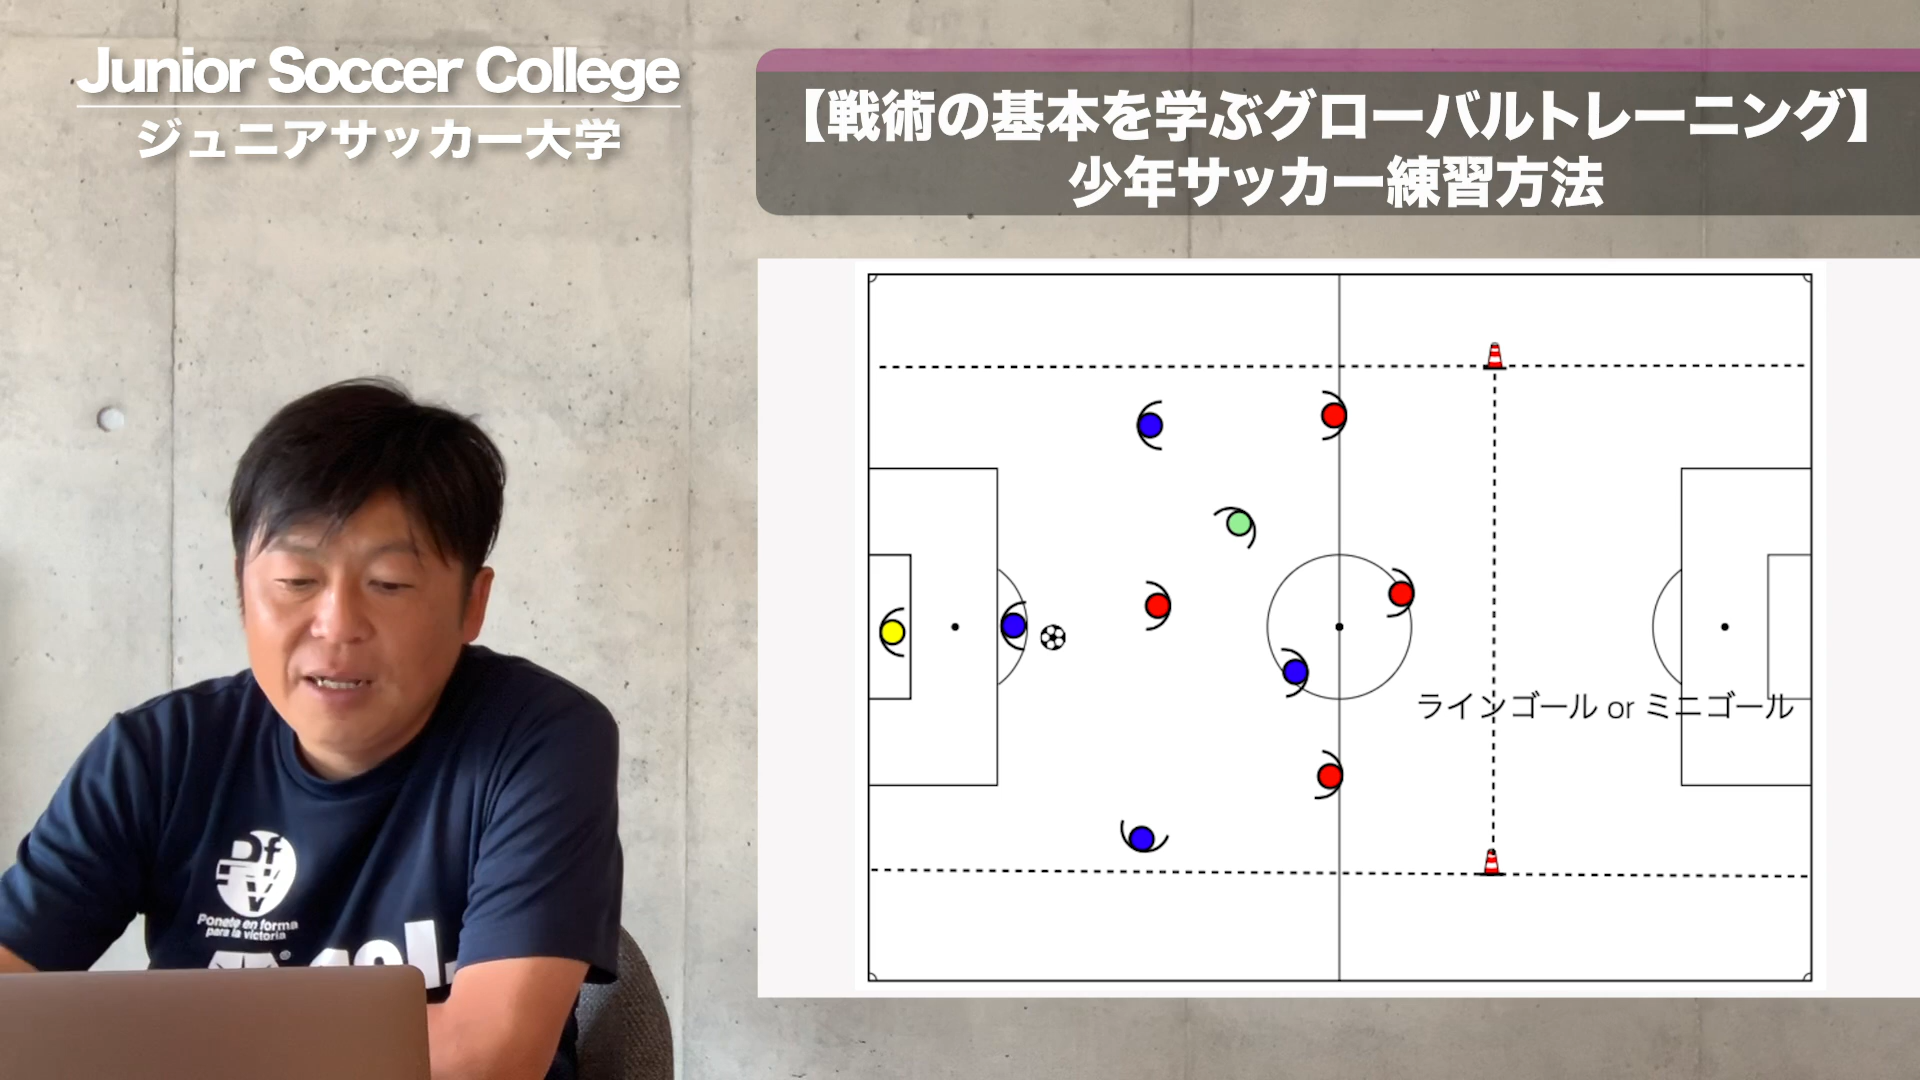 Junior Soccer College
ジュニアサッカー大学
【戦術の基本を学ぶグローバルトレーニング】
少年サッカー練習方法
ラインゴール or ミニゴール
Ponete en forma
para la victoria